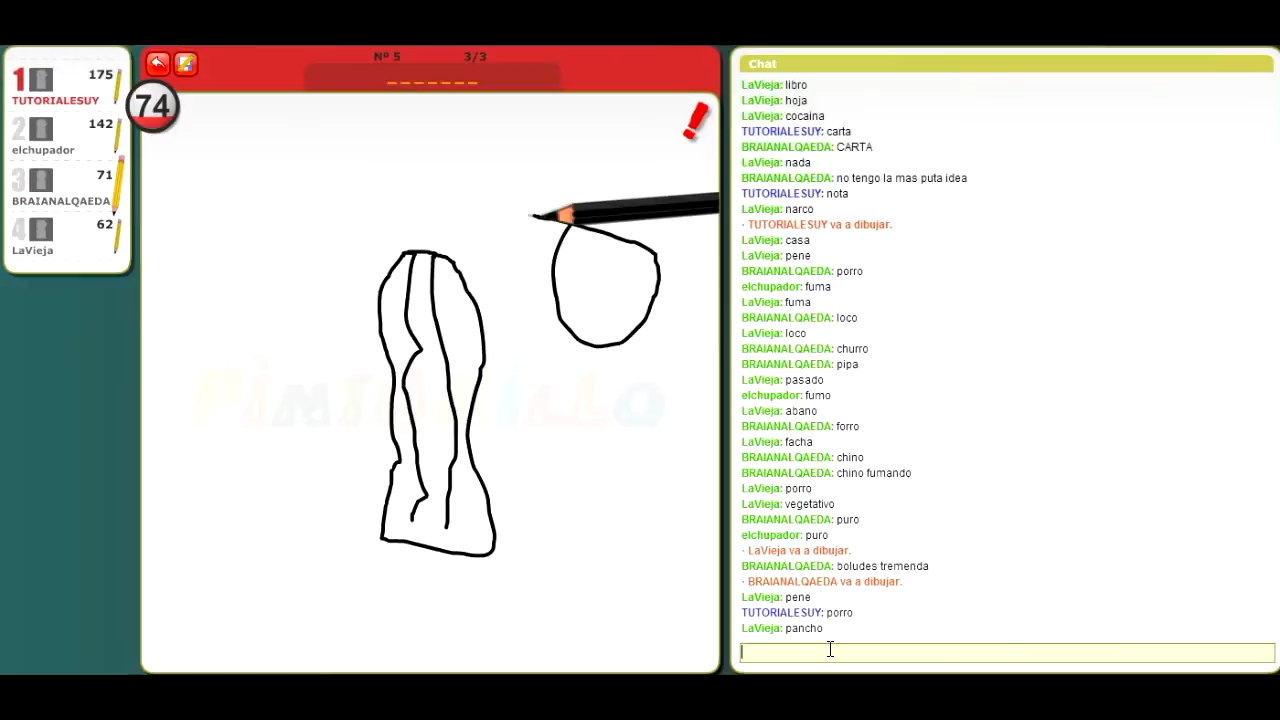 1 175
TUTORIALESUY
2 142
elchupador
3 71
BRAIANALQAEDA
4 62
LaVieja
74
Nº 5 3/3
_ _ _ _ _ _ _
Chat
LaVieja: libro
LaVieja: hoja
LaVieja: cocaina
TUTORIALESUY: carta
BRAIANALQAEDA: CARTA
LaVieja: nada
BRAIANALQAEDA: no tengo la mas puta idea
TUTORIALESUY: nota
LaVieja: narco
· TUTORIALESUY va a dibujar.
LaVieja: casa
LaVieja: pene
BRAIANALQAEDA: porro
elchupador: fuma
LaVieja: fuma
BRAIANALQAEDA: loco
LaVieja: loco
BRAIANALQAEDA: churro
BRAIANALQAEDA: pipa
LaVieja: pasado
elchupador: fumo
LaVieja: abano
BRAIANALQAEDA: forro
LaVieja: facha
BRAIANALQAEDA: chino
BRAIANALQAEDA: chino fumando
LaVieja: porro
LaVieja: vegetativo
BRAIANALQAEDA: puro
elchupador: puro
· LaVieja va a dibujar.
BRAIANALQAEDA: boludes tremenda
· BRAIANALQAEDA va a dibujar.
LaVieja: pene
TUTORIALESUY: porro
LaVieja: pancho